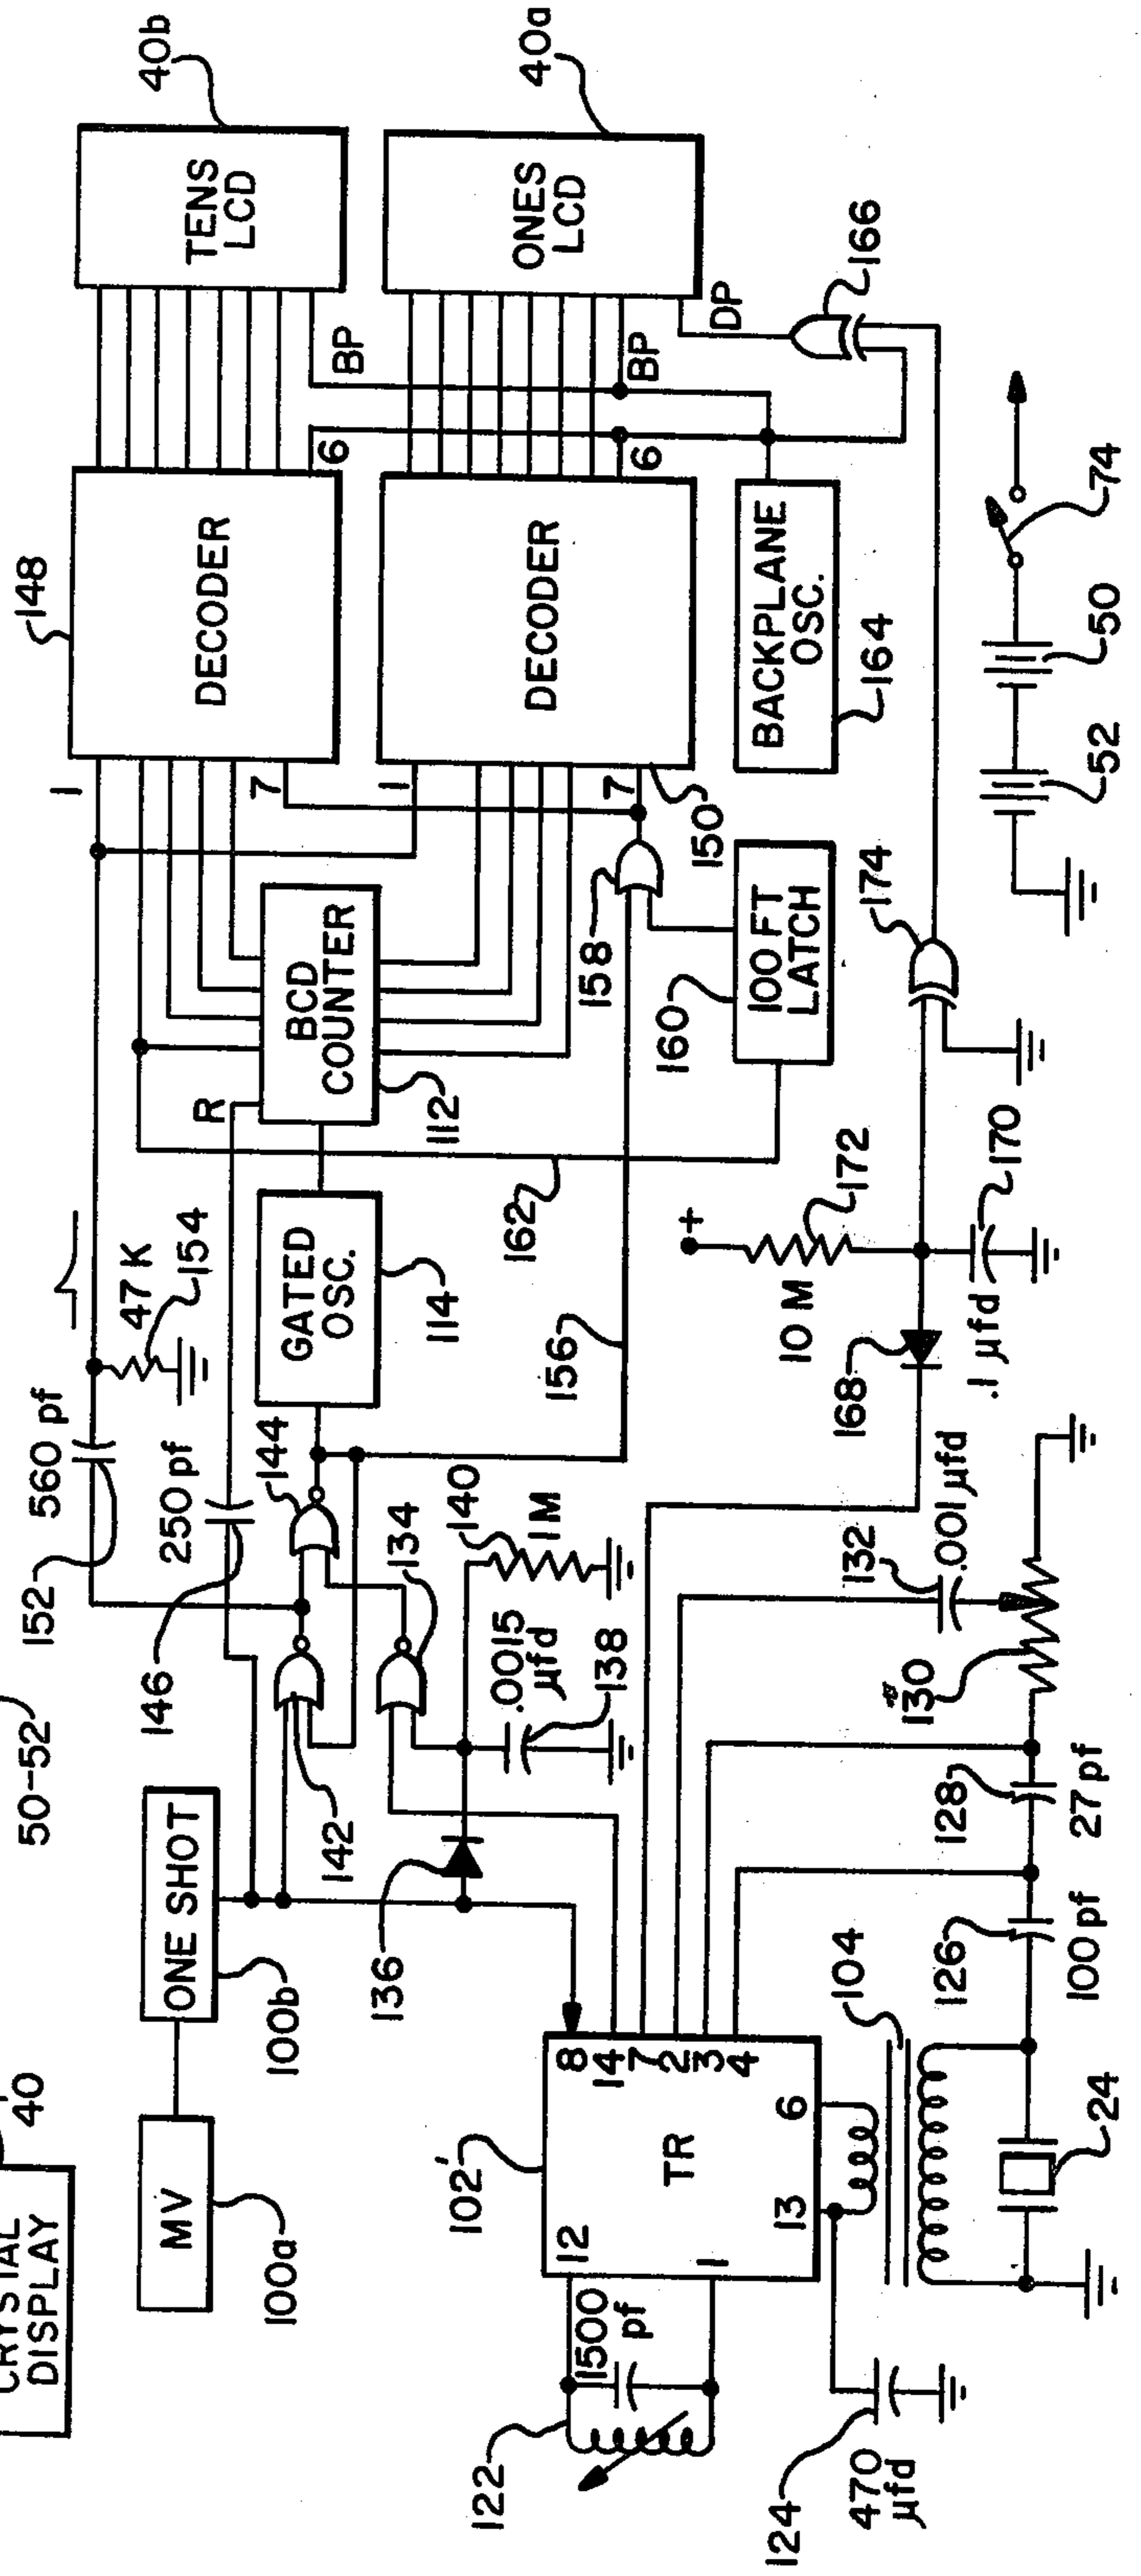 CRYSTAL
DISPLAY
40
50-52
MV
100a
ONE SHOT
100b
152
560 pf
47 K
154
146
250 pf
144
142
134
136
140
1M
.0015
µfd
138
GATED
OSC.
114
R
BCD
COUNTER
112
148
DECODER
1
7
6
TENS
LCD
40b
BP
DECODER
1
7
6
150
ONES
LCD
40a
BP
DP
156
162
158
160
100 FT
LATCH
BACKPLANE
OSC.
164
166
102'
TR
12
1
8
14
7
2
3
4
13
6
122
1500
pf
124
470
µfd
104
24
126
100 pf
128
27 pf
130
132
.001 µfd
168
10 M
172
+
.1 µfd
170
174
52
50
74